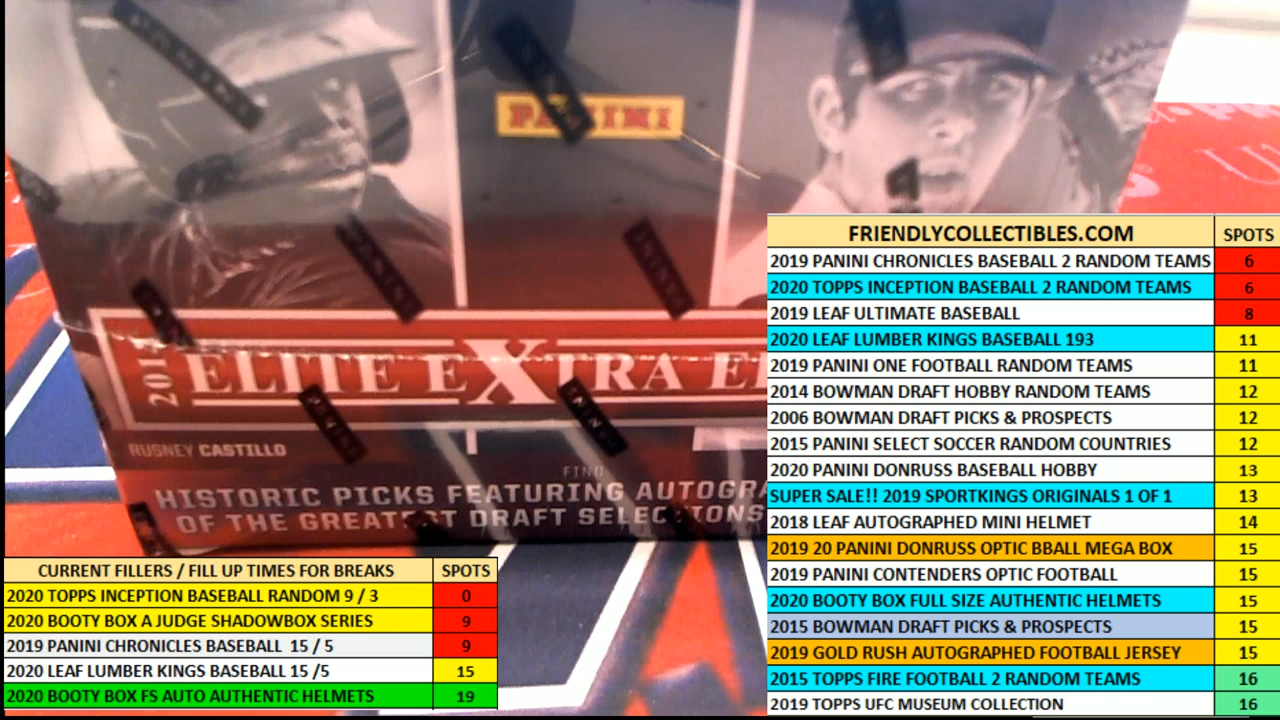 PANINI
201
ELITE EXTRA E
RUSNEY CASTILLO
FIND
HISTORIC PICKS FEATURING AUTOGRA
OF THE GREATEST DRAFT SELECTIONS
FRIENDLYCOLLECTIBLES.COM SPOTS
2019 PANINI CHRONICLES BASEBALL 2 RANDOM TEAMS 6
2020 TOPPS INCEPTION BASEBALL 2 RANDOM TEAMS 6
2019 LEAF ULTIMATE BASEBALL 8
2020 LEAF LUMBER KINGS BASEBALL 193 11
2019 PANINI ONE FOOTBALL RANDOM TEAMS 11
2014 BOWMAN DRAFT HOBBY RANDOM TEAMS 12
2006 BOWMAN DRAFT PICKS & PROSPECTS 12
2015 PANINI SELECT SOCCER RANDOM COUNTRIES 12
2020 PANINI DONRUSS BASEBALL HOBBY 13
SUPER SALE!! 2019 SPORTKINGS ORIGINALS 1 OF 1 13
2018 LEAF AUTOGRAPHED MINI HELMET 14
2019 20 PANINI DONRUSS OPTIC BBALL MEGA BOX 15
2019 PANINI CONTENDERS OPTIC FOOTBALL 15
2020 BOOTY BOX FULL SIZE AUTHENTIC HELMETS 15
2015 BOWMAN DRAFT PICKS & PROSPECTS 15
2019 GOLD RUSH AUTOGRAPHED FOOTBALL JERSEY 15
2015 TOPPS FIRE FOOTBALL 2 RANDOM TEAMS 16
2019 TOPPS UFC MUSEUM COLLECTION 16
CURRENT FILLERS / FILL UP TIMES FOR BREAKS SPOTS
2020 TOPPS INCEPTION BASEBALL RANDOM 9 / 3 0
2020 BOOTY BOX A JUDGE SHADOWBOX SERIES 9
2019 PANINI CHRONICLES BASEBALL 15 / 5 9
2020 LEAF LUMBER KINGS BASEBALL 15 /5 15
2020 BOOTY BOX FS AUTO AUTHENTIC HELMETS 19